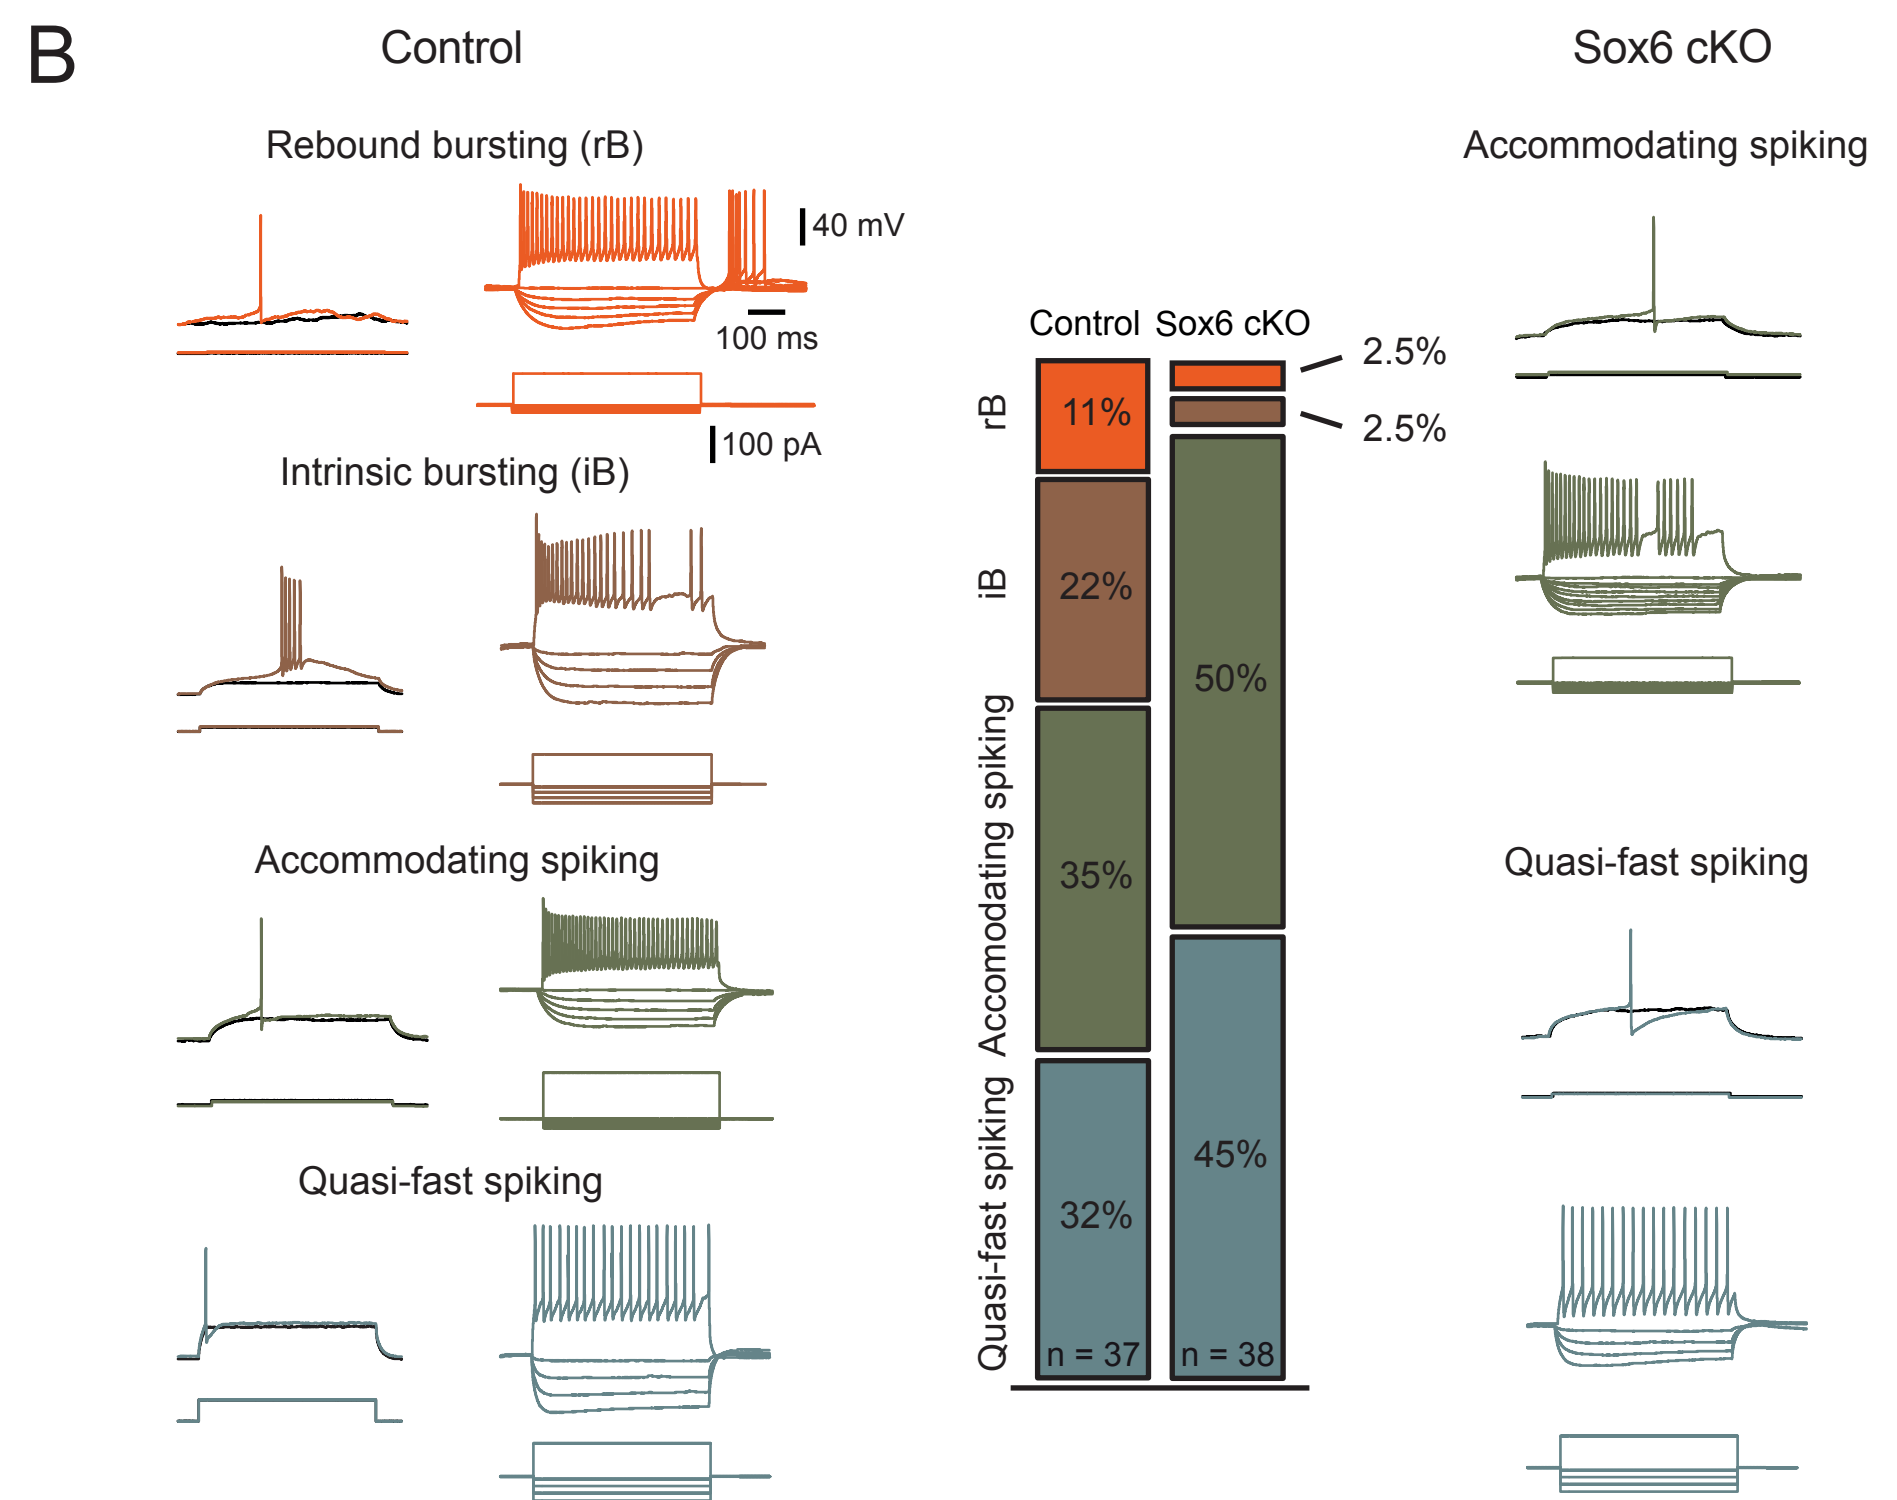 B
Control
Sox6 cKO
Rebound bursting (rB)
40 mV
100 ms
100 pA
Intrinsic bursting (iB)
Accommodating spiking
Quasi-fast spiking
Control
Sox6 cKO
rB
iB
Accomodating spiking
Quasi-fast spiking
11%
22%
35%
32%
n = 37
2.5%
2.5%
50%
45%
n = 38
Accommodating spiking
Quasi-fast spiking